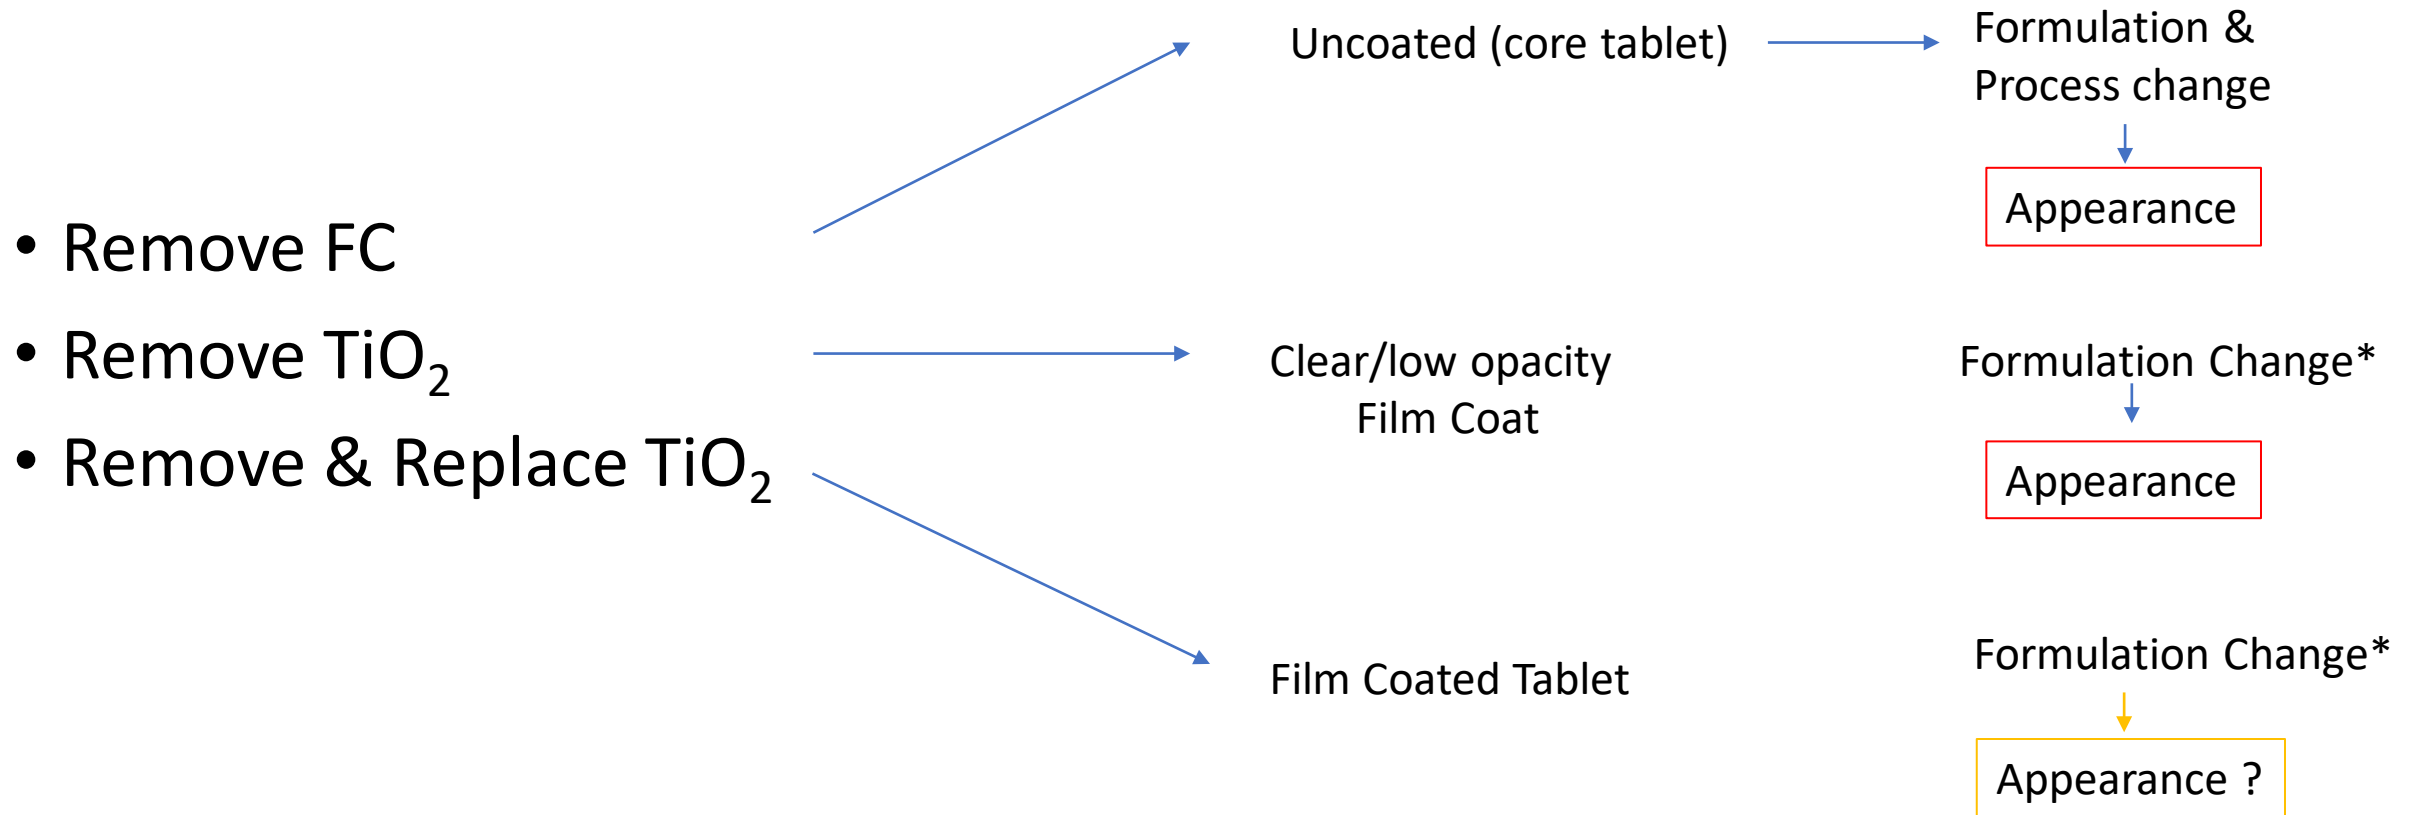 • Remove FC
• Remove TiO₂
• Remove & Replace TiO₂
Uncoated (core tablet)
Formulation &
Process change
Appearance
Clear/low opacity
Film Coat
Formulation Change*
Appearance
Film Coated Tablet
Formulation Change*
Appearance ?